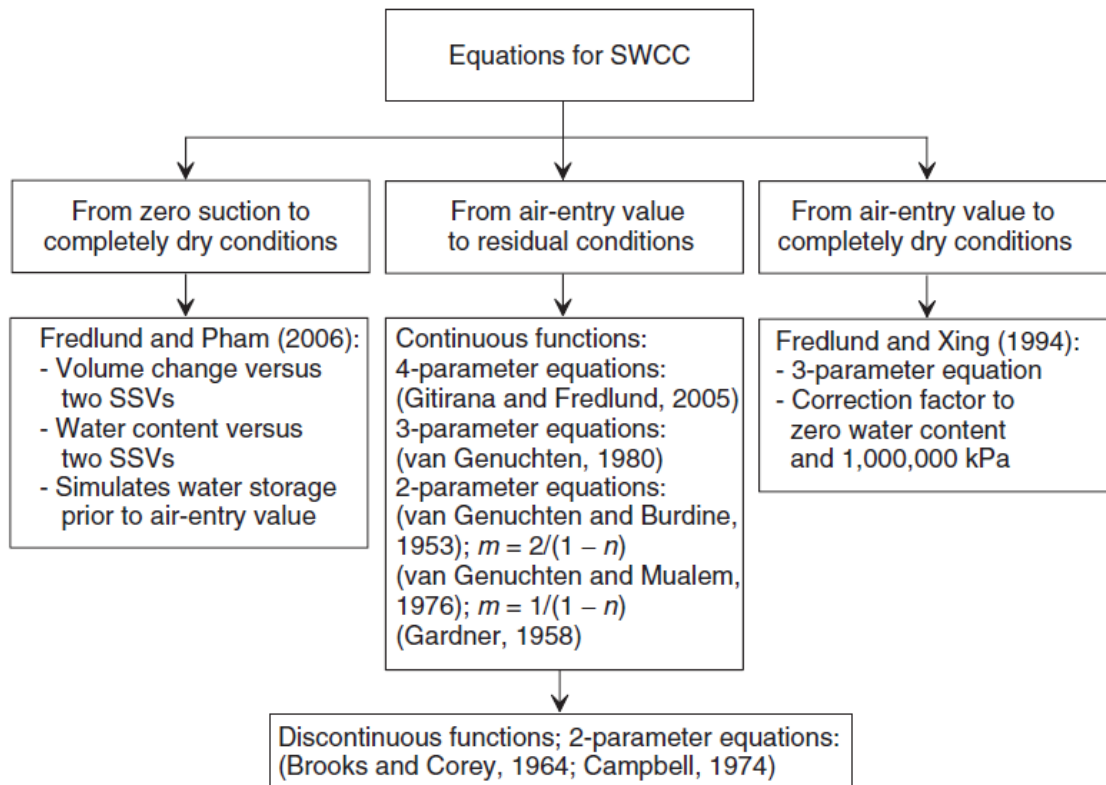 Equations for SWCC
From zero suction to
completely dry conditions
From air-entry value
to residual conditions
From air-entry value to
completely dry conditions
Fredlund and Pham (2006):
- Volume change versus
two SSVs
- Water content versus
two SSVs
- Simulates water storage
prior to air-entry value
Continuous functions:
4-parameter equations:
(Gitirana and Fredlund, 2005)
3-parameter equations:
(van Genuchten, 1980)
2-parameter equations:
(van Genuchten and Burdine,
1953); m = 2/(1 − n)
(van Genuchten and Mualem,
1976); m = 1/(1 − n)
(Gardner, 1958)
Fredlund and Xing (1994):
- 3-parameter equation
- Correction factor to
zero water content
and 1,000,000 kPa
Discontinuous functions; 2-parameter equations:
(Brooks and Corey, 1964; Campbell, 1974)